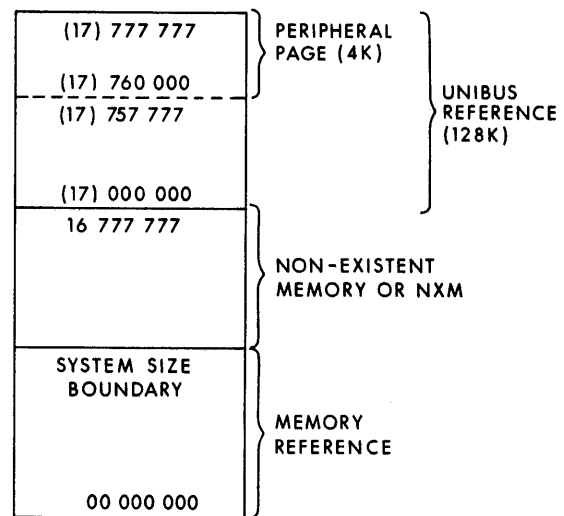 (17) 777 777
(17) 760 000
PERIPHERAL
PAGE (4K)
(17) 757 777
(17) 000 000
UNIBUS
REFERENCE
(128K)
16 777 777
NON-EXISTENT
MEMORY OR NXM
SYSTEM SIZE
BOUNDARY
MEMORY
REFERENCE
00 000 000